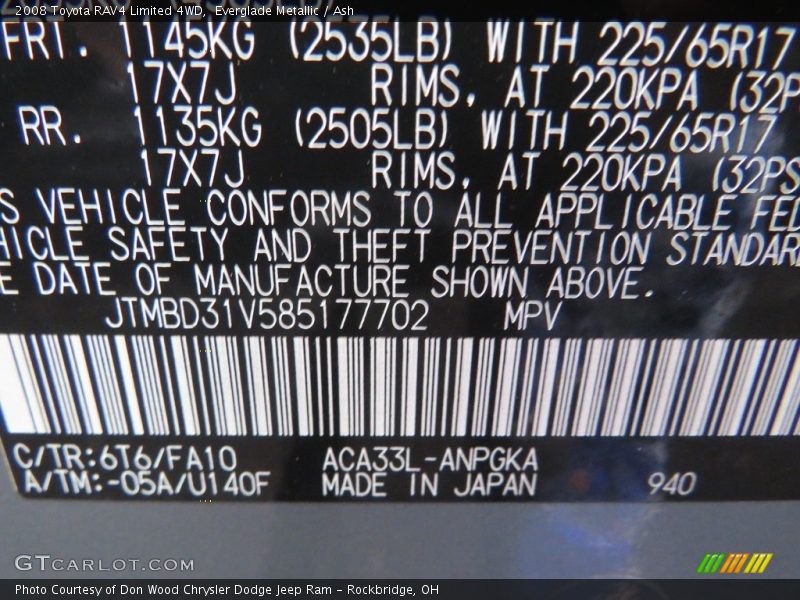 2008 Toyota RAV4 Limited 4WD, Everglade Metallic / Ash
FRT. 1145KG (2535LB) WITH 225/65R17
17X7J RIMS, AT 220KPA (32P
RR. 1135KG (2505LB) WITH 225/65R17
17X7J RIMS, AT 220KPA (32PS
S VEHICLE CONFORMS TO ALL APPLICABLE FED
HICLE SAFETY AND THEFT PREVENTION STANDAR
E DATE OF MANUFACTURE SHOWN ABOVE.
JTMBD31V585177702 MPV
C/TR:6T6/FA10 ACA33L-ANPGKA
A/TM:-05A/U140F MADE IN JAPAN 940
GTCARLOT.COM
Photo Courtesy of Don Wood Chrysler Dodge Jeep Ram - Rockbridge, OH